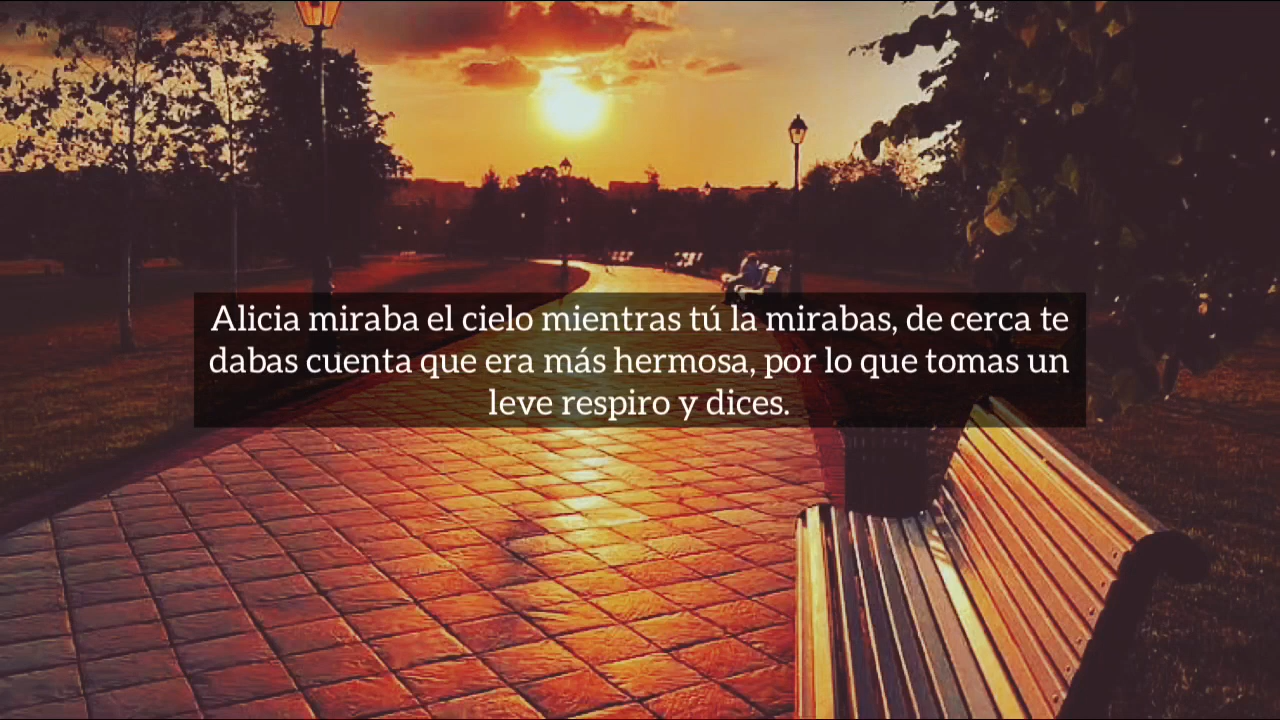 Alicia miraba el cielo mientras tú la mirabas, de cerca te
dabas cuenta que era más hermosa, por lo que tomas un
leve respiro y dices.